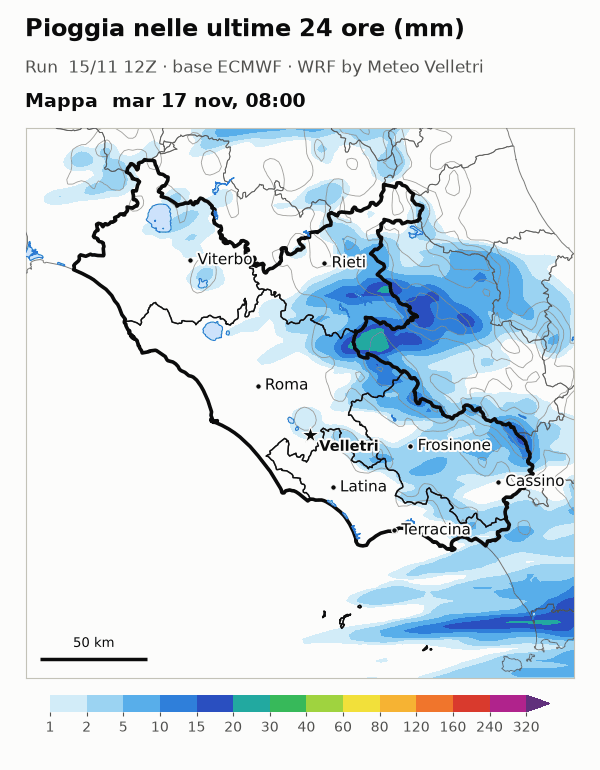 Pioggia nelle ultime 24 ore (mm)
Run  15/11 12Z · base ECMWF · WRF by Meteo Velletri
Mappa  mar 17 nov, 08:00
Viterbo
Rieti
Roma
Velletri
Frosinone
Cassino
Latina
Terracina
50 km
1 2 5 10 15 20 30 40 60 80 120 160 240 320